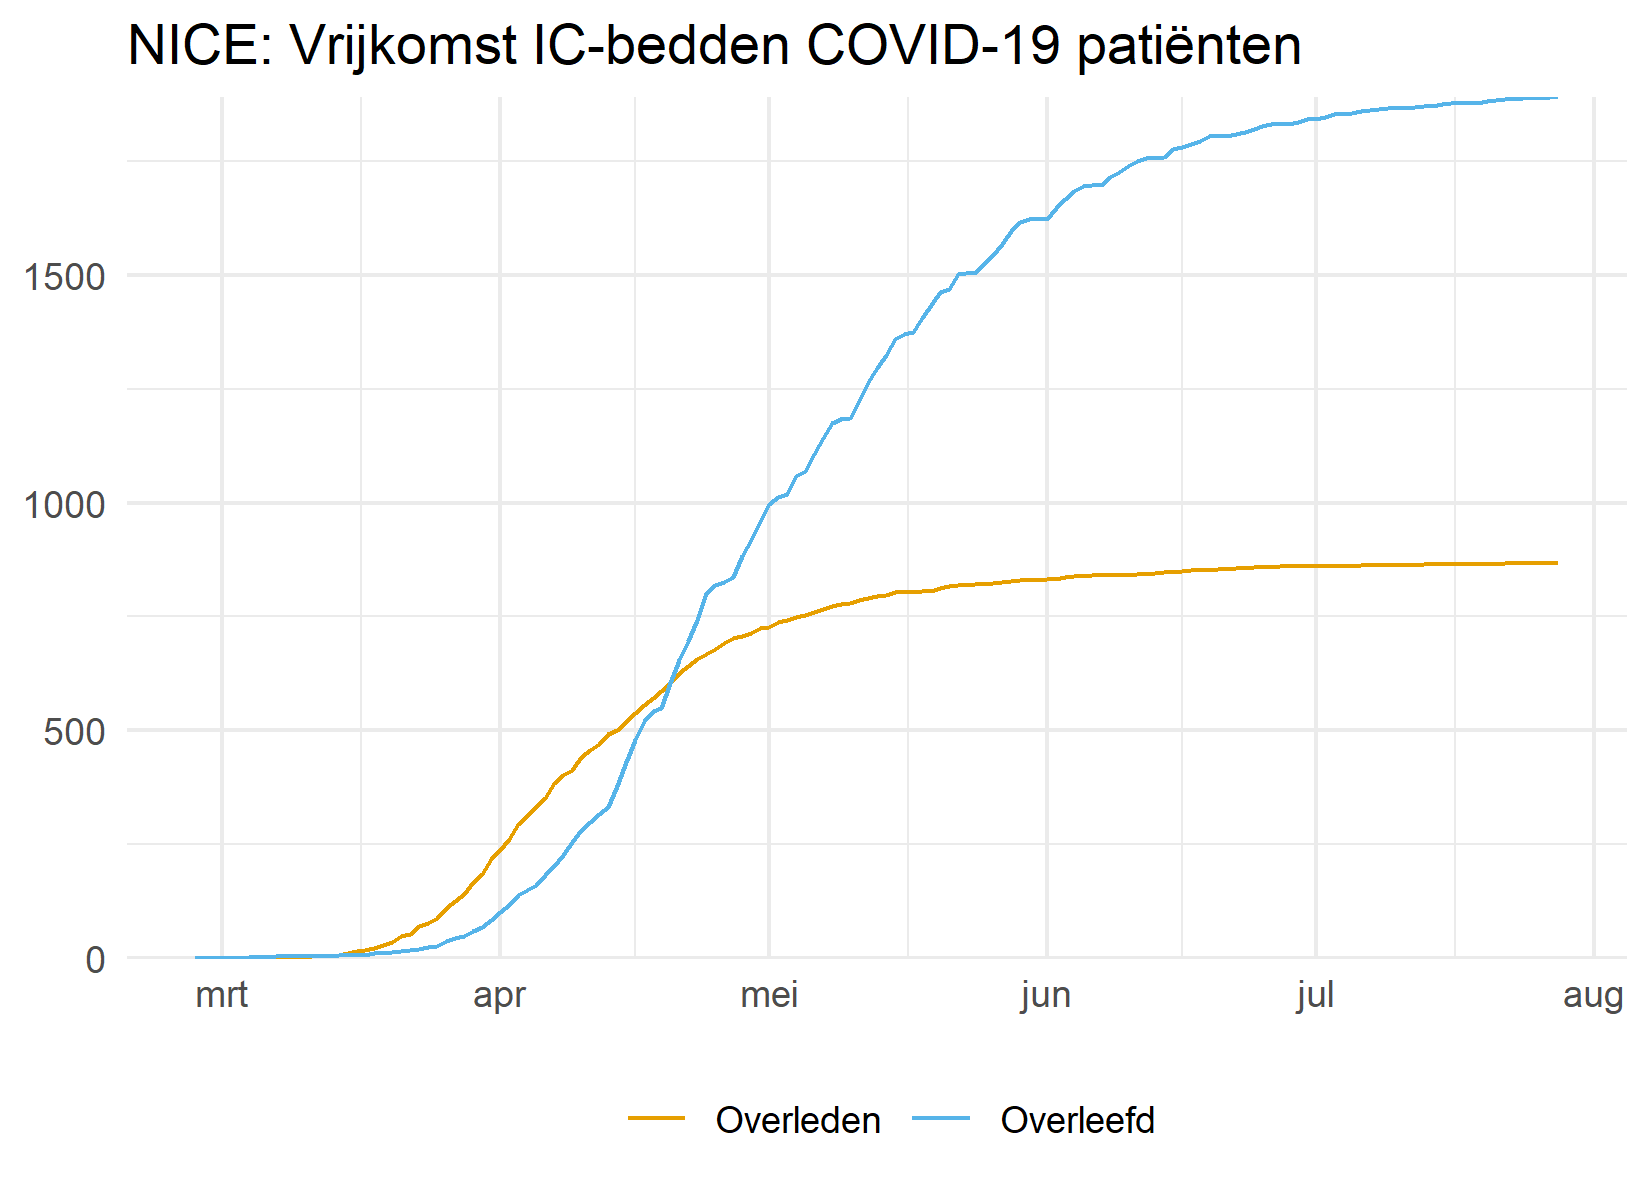 NICE: Vrijkomst IC-bedden COVID-19 patiënten
1500
1000
500
0
mrt apr mei jun jul aug
Overleden Overleefd